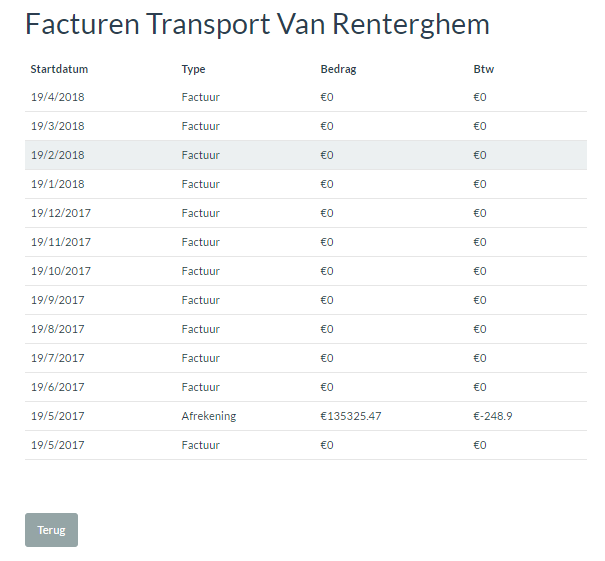 Facturen Transport Van Renterghem
Startdatum Type Bedrag Btw
19/4/2018 Factuur €0 €0
19/3/2018 Factuur €0 €0
19/2/2018 Factuur €0 €0
19/1/2018 Factuur €0 €0
19/12/2017 Factuur €0 €0
19/11/2017 Factuur €0 €0
19/10/2017 Factuur €0 €0
19/9/2017 Factuur €0 €0
19/8/2017 Factuur €0 €0
19/7/2017 Factuur €0 €0
19/6/2017 Factuur €0 €0
19/5/2017 Afrekening €135325.47 €-248.9
19/5/2017 Factuur €0 €0
Terug